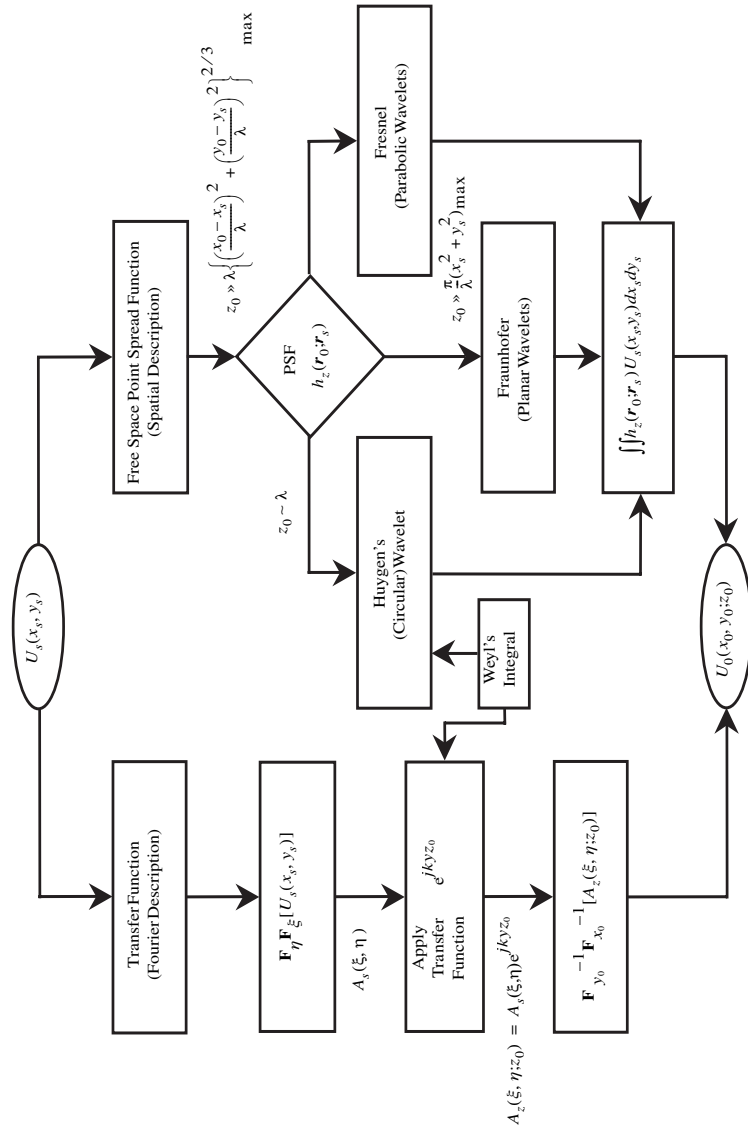 U_s(x_s, y_s)
Transfer Function
(Fourier Description)
F_η F_ξ [U_s(x_s, y_s)]
A_s(ξ, η)
Apply
Transfer
Function
e^{jkγz_0}
A_z(ξ, η; z_0) = A_s(ξ,η)e^{jkγz_0}
F_{y_0}^{-1} F_{x_0}^{-1} [A_z(ξ, η; z_0)]
Free Space Point Spread Function
(Spatial Description)
z_0 » λ{((x_0 − x_s)/λ)^2 + ((y_0 − y_s)/λ)^2}^{2/3} max
PSF
h_z(r_0; r_s)
z_0 ~ λ
z_0 » π/λ (x_s^2 + y_s^2)max
Huygen's
(Circular) Wavelet
Weyl's
Integral
Fraunhofer
(Planar Wavelets)
Fresnel
(Parabolic Wavelets)
∫∫h_z(r_0; r_s) U_s(x_s,y_s)dx_s dy_s
U_0(x_0, y_0; z_0)